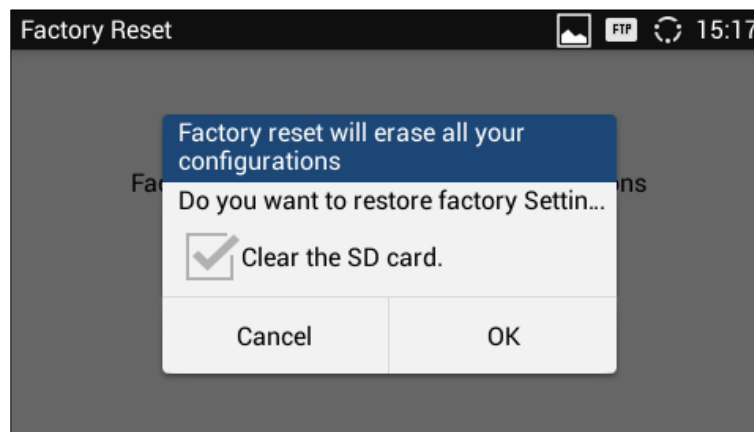 Factory Reset
FTP
15:17
Factory reset will erase all your
configurations
Do you want to restore factory Settin...
Clear the SD card.
Cancel
OK